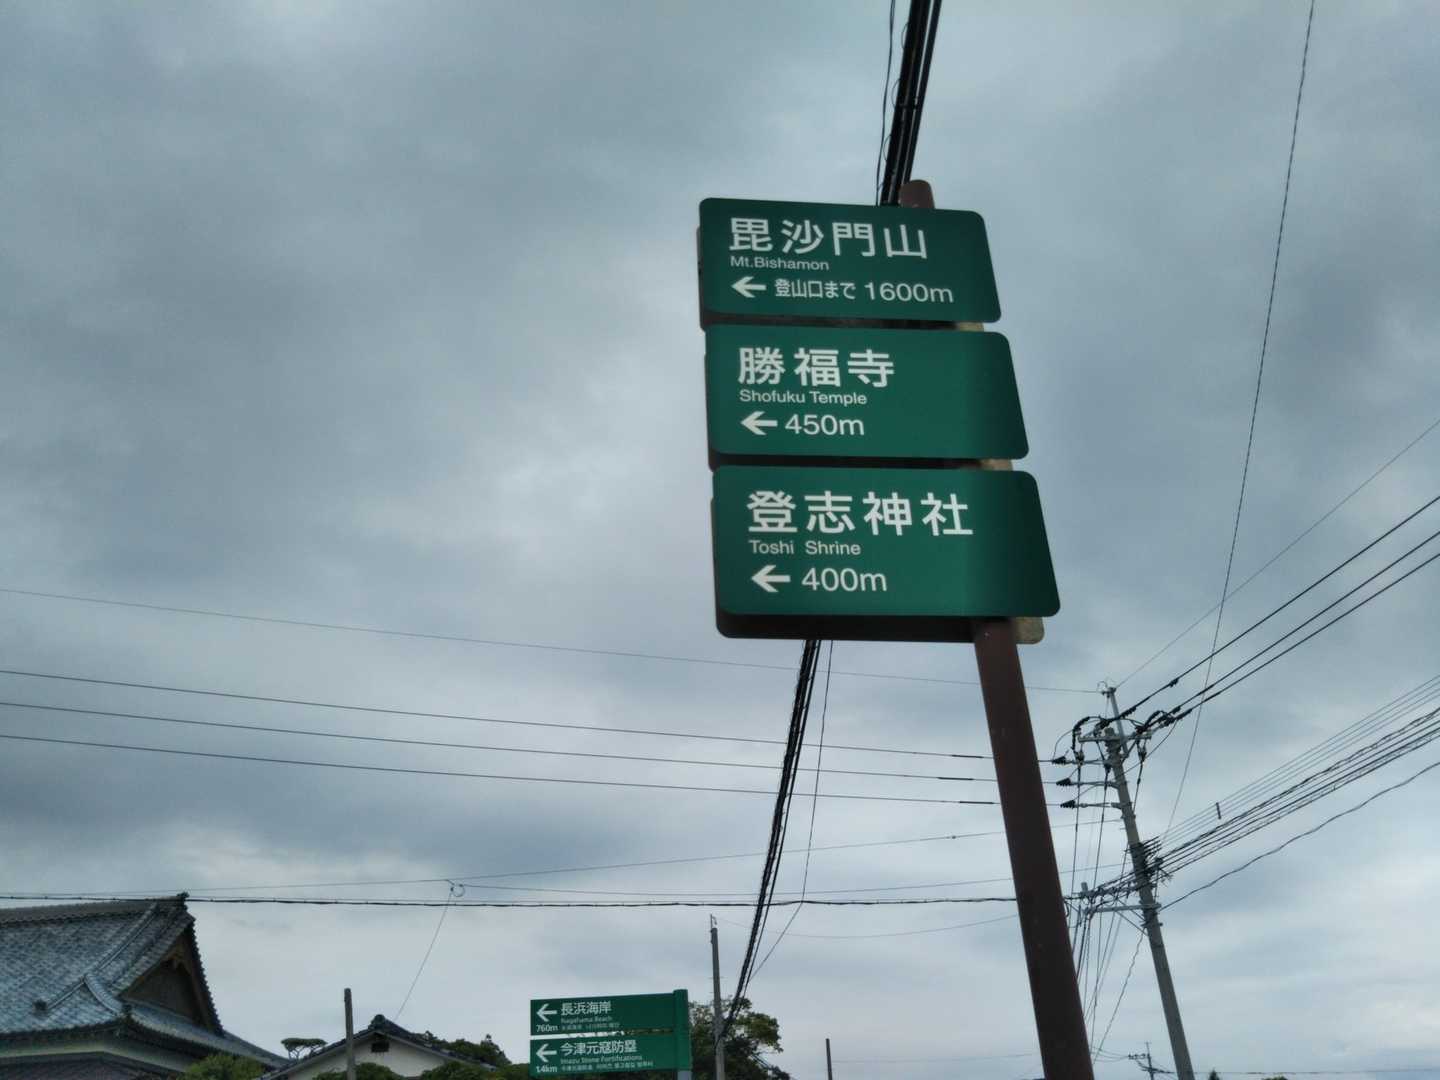 毘沙門山
Mt.Bishamon
← 登山口まで 1600m
勝福寺
Shofuku Temple
← 450m
登志神社
Toshi Shrine
← 400m
← 長浜海岸
Nagahama Beach
760m
← 今津元寇防塁
Imazu Stone Fortifications
1.4km